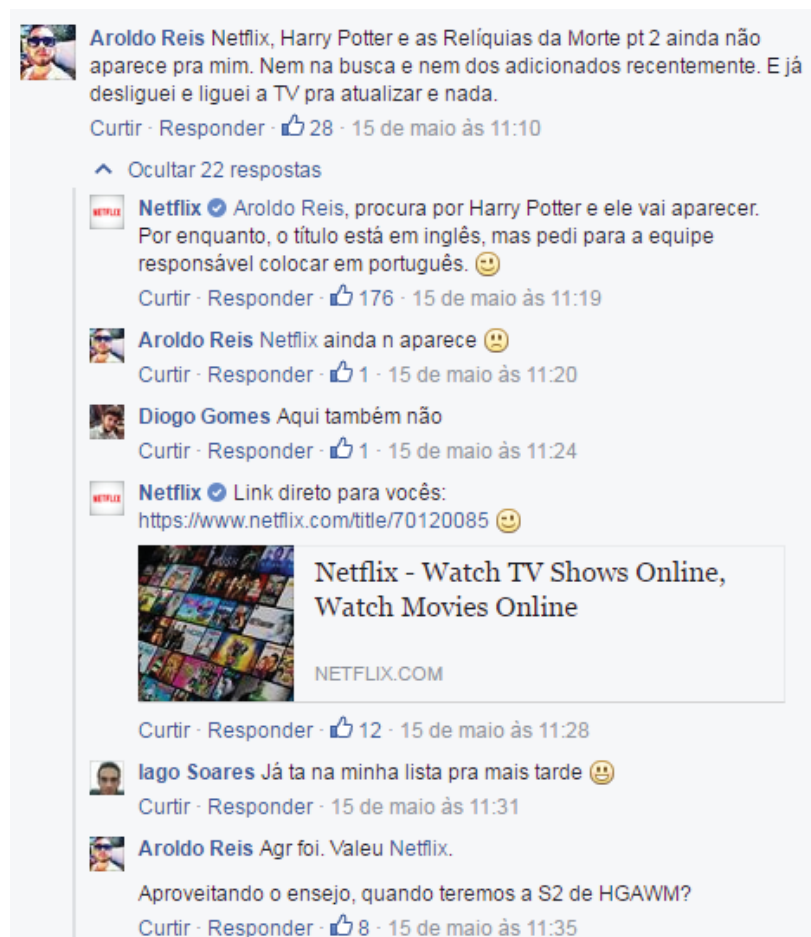 Aroldo Reis Netflix, Harry Potter e as Relíquias da Morte pt 2 ainda não
aparece pra mim. Nem na busca e nem dos adicionados recentemente. E já
desliguei e liguei a TV pra atualizar e nada.
Curtir · Responder · 28 · 15 de maio às 11:10
Ocultar 22 respostas
NETFLIX
Netflix Aroldo Reis, procura por Harry Potter e ele vai aparecer.
Por enquanto, o título está em inglês, mas pedi para a equipe
responsável colocar em português.
Curtir · Responder · 176 · 15 de maio às 11:19
Aroldo Reis Netflix ainda n aparece
Curtir · Responder · 1 · 15 de maio às 11:20
Diogo Gomes Aqui também não
Curtir · Responder · 1 · 15 de maio às 11:24
NETFLIX
Netflix Link direto para vocês:
https://www.netflix.com/title/70120085
Netflix - Watch TV Shows Online,
Watch Movies Online
NETFLIX.COM
Curtir · Responder · 12 · 15 de maio às 11:28
Iago Soares Já ta na minha lista pra mais tarde
Curtir · Responder · 15 de maio às 11:31
Aroldo Reis Agr foi. Valeu Netflix.
Aproveitando o ensejo, quando teremos a S2 de HGAWM?
Curtir · Responder · 8 · 15 de maio às 11:35